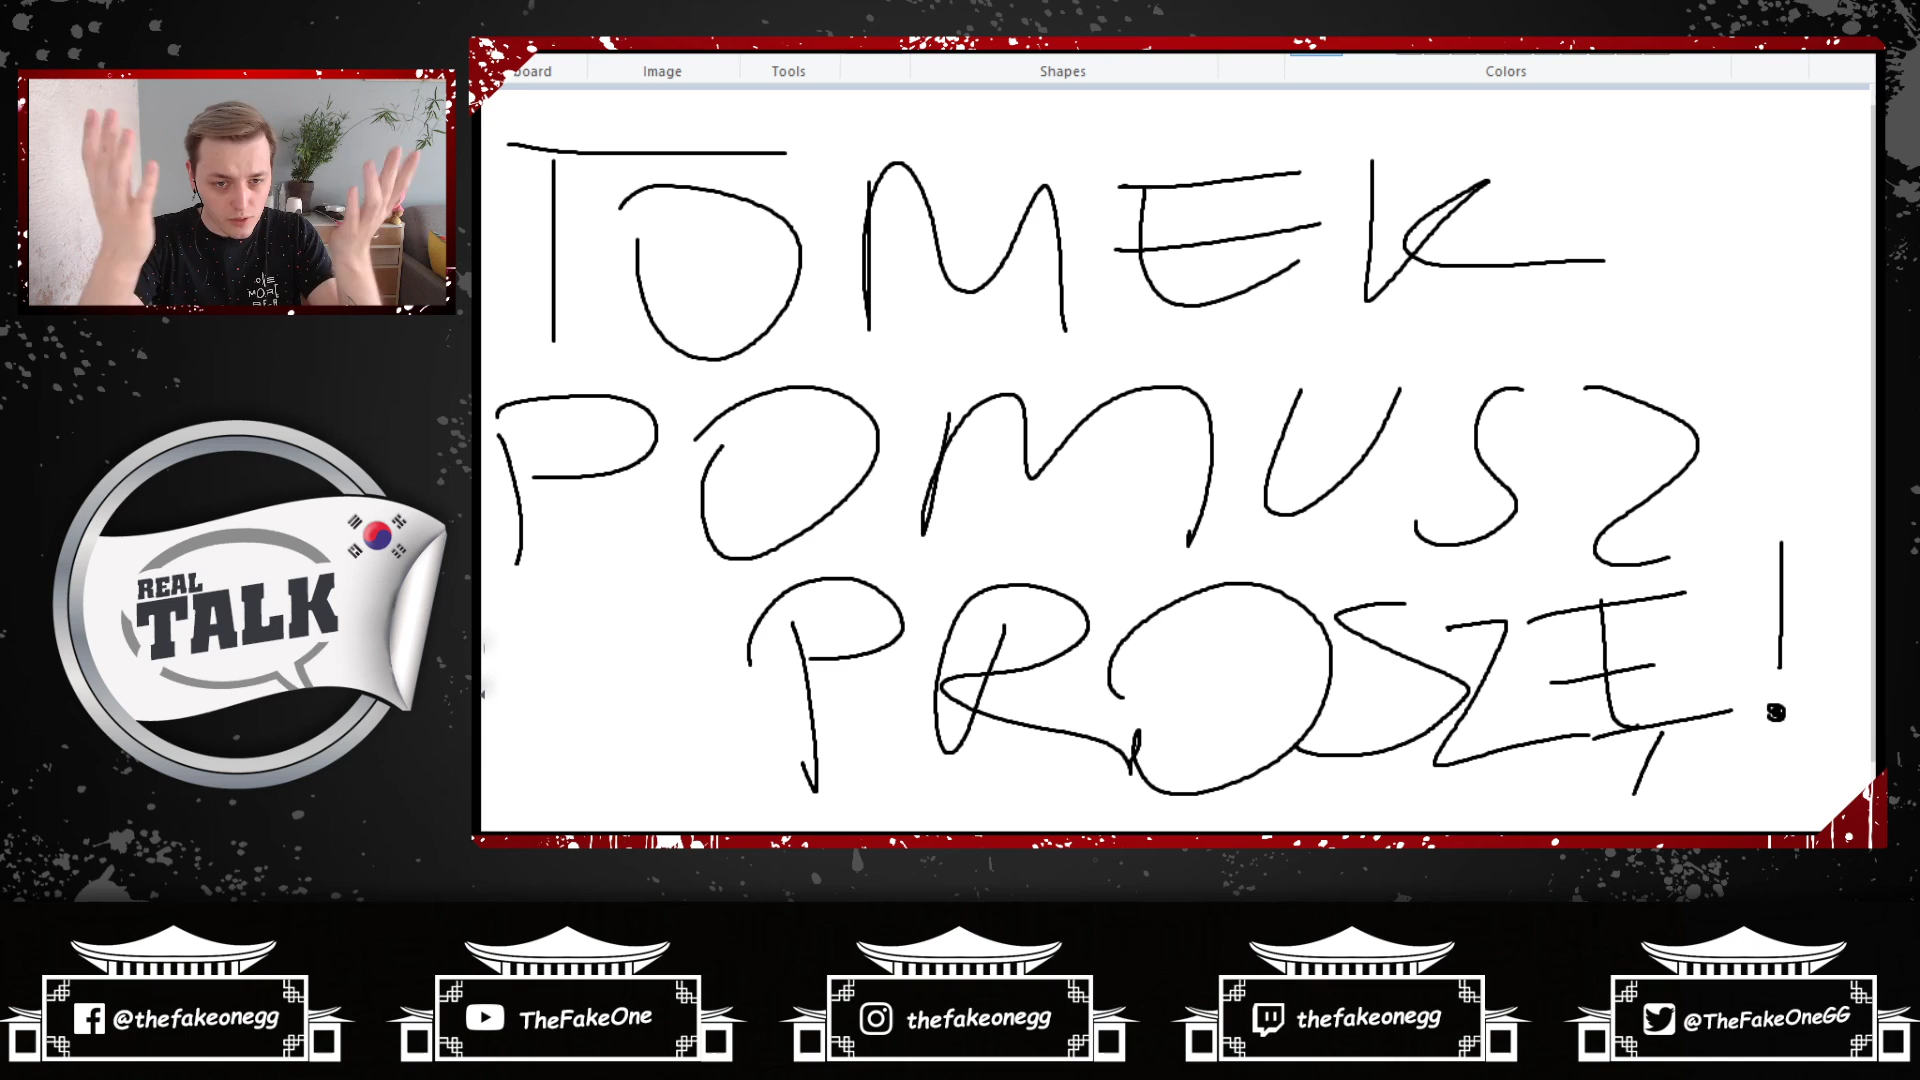 board Image Tools Shapes Colors
TOMEK
POMUSZ
PROSZĘ!
REAL
TALK
@thefakeonegg
TheFakeOne
thefakeonegg
thefakeonegg
@TheFakeOneGG